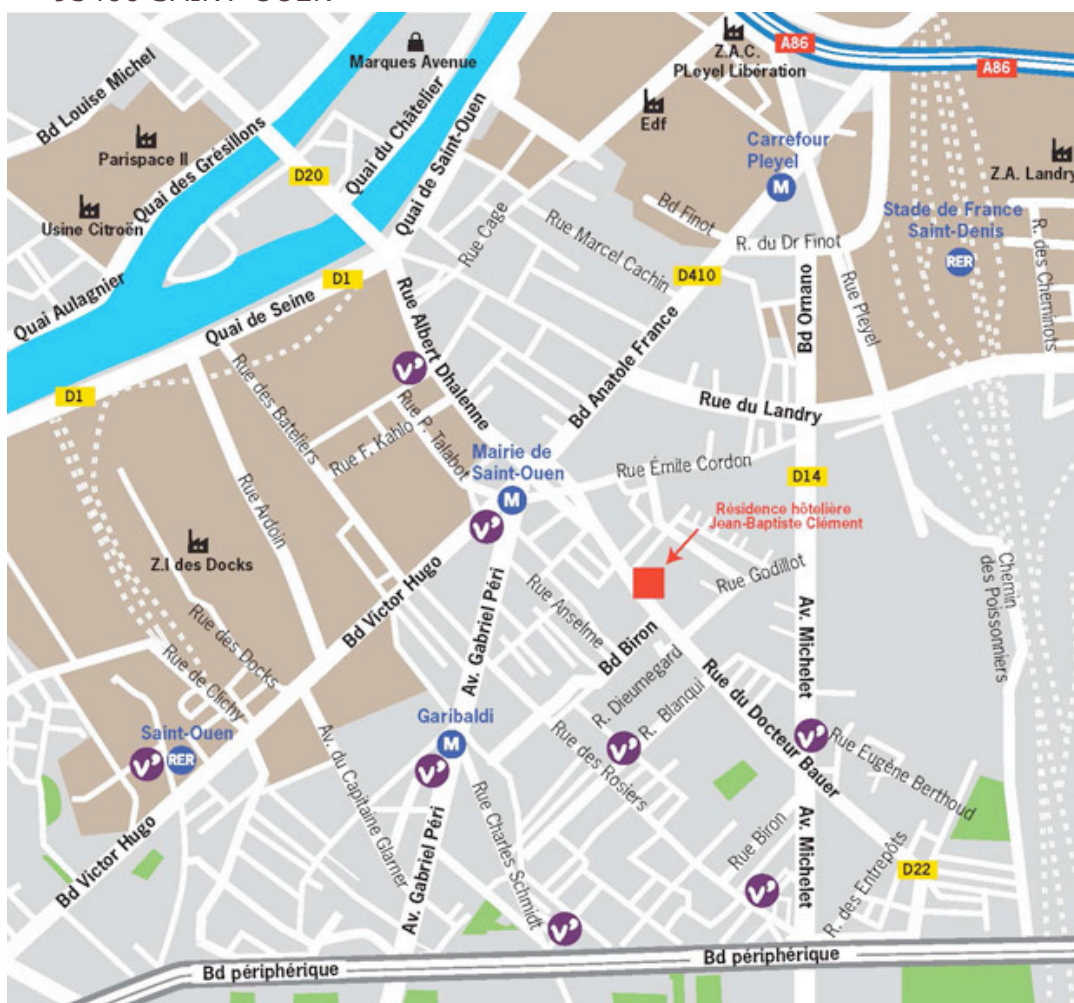 93400 SAINT-OUEN
Marques Avenue
Z.A.C.
PLeyel Libération
A86
A86
Bd Louise Michel
Quai du Châtelier
Quai de Saint-Ouen
Edf
Parispace II
Quai des Grésillons
D20
Carrefour
Pleyel
M
Z.A. Landry
Usine Citroën
Rue Cage
Bd Finot
Stade de France
Saint-Denis
RER
R. des Cheminots
Rue Marcel Cachin
R. du Dr Finot
D410
Quai Aulagnier
Quai de Seine
D1
Rue Albert Dhalenne
Bd Ornano
Rue Pleyel
Bd Anatole France
D1
Rue des Bateliers
V'
Rue P. Talabot
Rue F. Kahlo
Rue du Landry
Mairie de
Saint-Ouen
M
Rue Émite Cordon
D14
Rue Ardoin
V'
Résidence hôtelière
Jean-Baptiste Clément
Z.I des Docks
Bd Victor Hugo
Av. Gabriel Péri
Rue Anselme
Bd Biron
Rue Godillot
Av. Michelet
Chemin
des Poissonniers
Rue des Docks
Rue de Clichy
R. Dieumegard
R. Blanqui
Rue du Docteur Bauer
Saint-Ouen
V'
RER
Garibaldi
M
V'
Rue des Rosiers
V'
V'
Rue Eugène Berthoud
Av. du Capitaine Glarner
Bd Victor Hugo
Av. Gabriel Péri
Rue Charles Schmidt
Rue Biron
Av. Michelet
V'
V'
R. des Entrepôts
D22
Bd périphérique
Bd périphérique